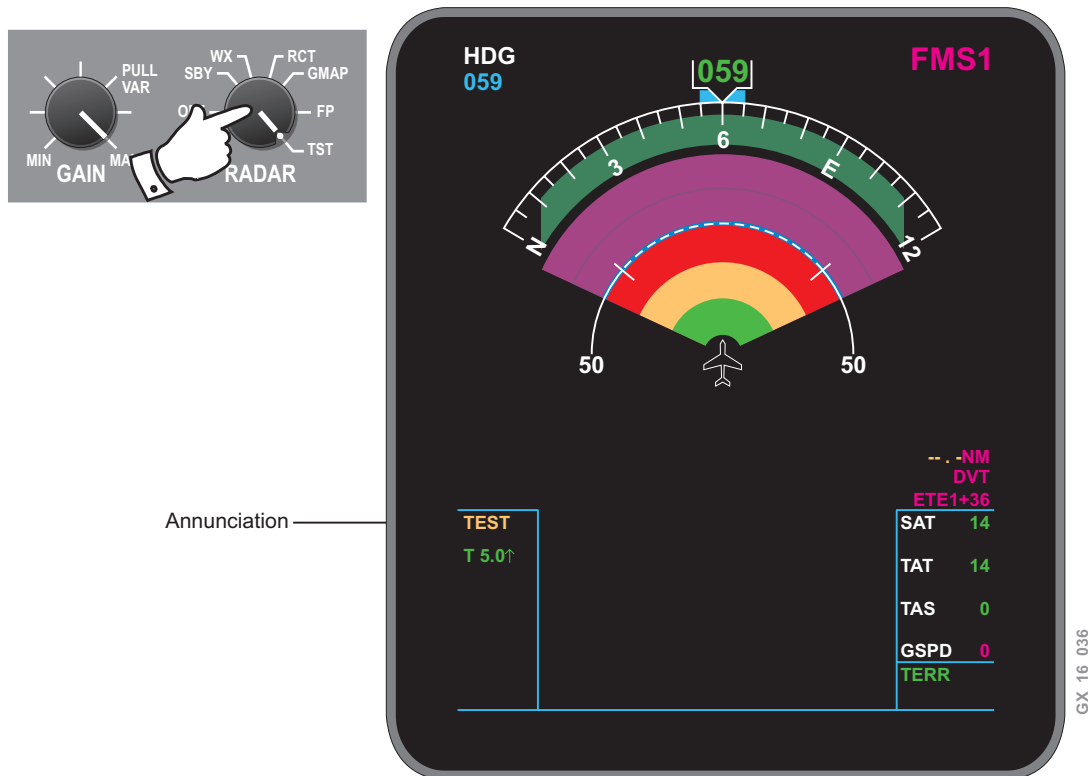 WX
RCT
SBY
GMAP
FP
TST
RADAR
PULL
VAR
MIN
GAIN
HDG
059
059
FMS1
N
3
6
E
12
50
50
-- . -NM
DVT
ETE1+36
Annunciation
TEST
T 5.0↑
SAT 14
TAT 14
TAS 0
GSPD 0
TERR
GX 16 036